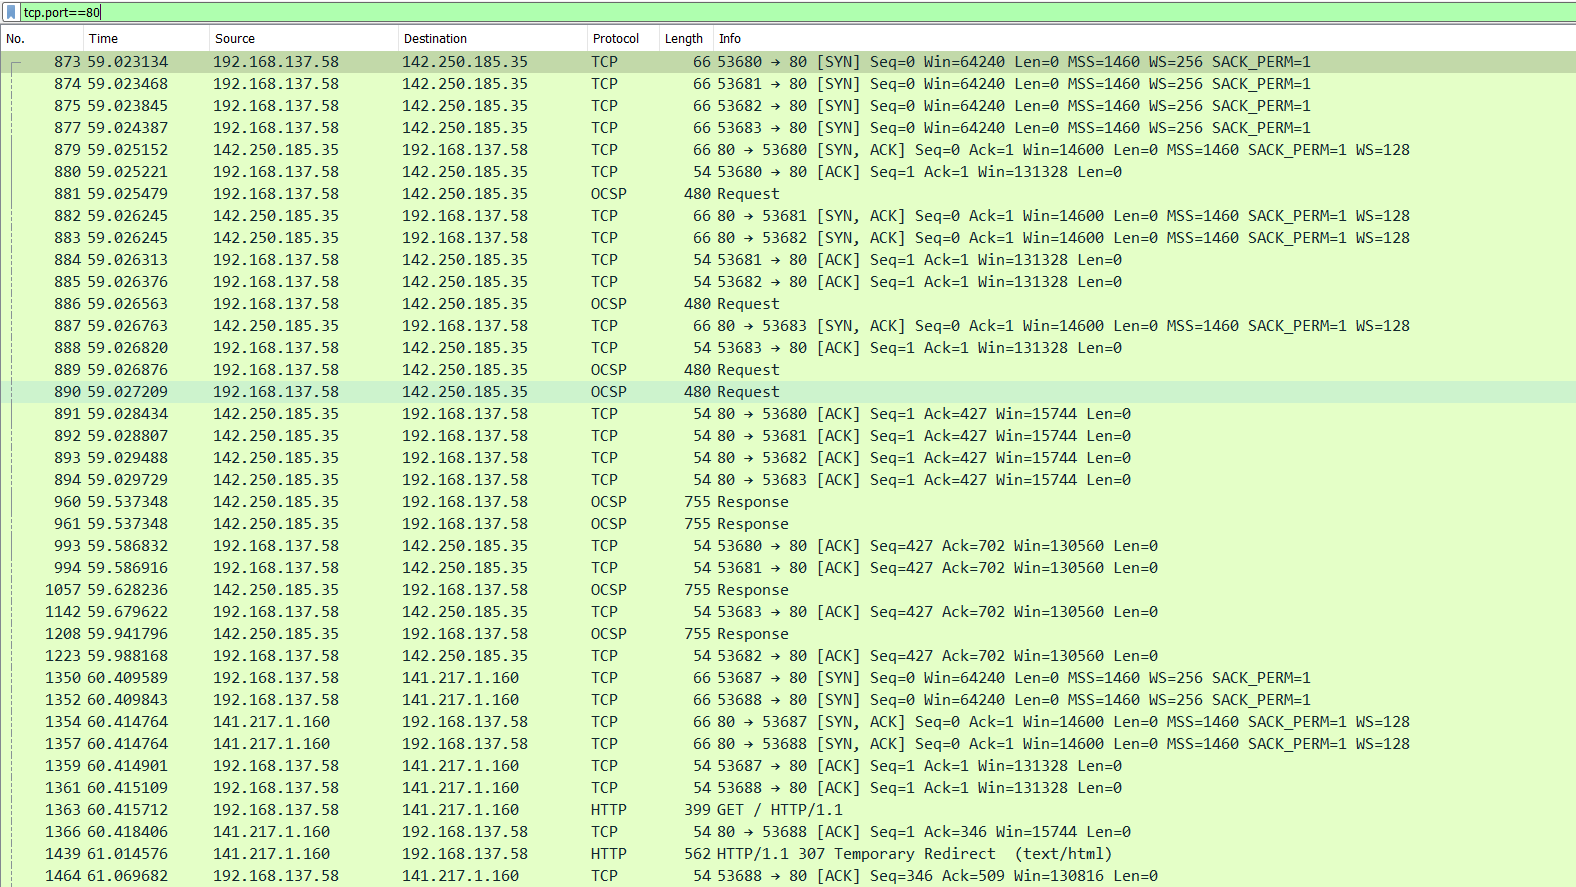 tcp.port==80
No. Time Source Destination Protocol Length Info
873 59.023134 192.168.137.58 142.250.185.35 TCP 66 53680 → 80 [SYN] Seq=0 Win=64240 Len=0 MSS=1460 WS=256 SACK_PERM=1
874 59.023468 192.168.137.58 142.250.185.35 TCP 66 53681 → 80 [SYN] Seq=0 Win=64240 Len=0 MSS=1460 WS=256 SACK_PERM=1
875 59.023845 192.168.137.58 142.250.185.35 TCP 66 53682 → 80 [SYN] Seq=0 Win=64240 Len=0 MSS=1460 WS=256 SACK_PERM=1
877 59.024387 192.168.137.58 142.250.185.35 TCP 66 53683 → 80 [SYN] Seq=0 Win=64240 Len=0 MSS=1460 WS=256 SACK_PERM=1
879 59.025152 142.250.185.35 192.168.137.58 TCP 66 80 → 53680 [SYN, ACK] Seq=0 Ack=1 Win=14600 Len=0 MSS=1460 SACK_PERM=1 WS=128
880 59.025221 192.168.137.58 142.250.185.35 TCP 54 53680 → 80 [ACK] Seq=1 Ack=1 Win=131328 Len=0
881 59.025479 192.168.137.58 142.250.185.35 OCSP 480 Request
882 59.026245 142.250.185.35 192.168.137.58 TCP 66 80 → 53681 [SYN, ACK] Seq=0 Ack=1 Win=14600 Len=0 MSS=1460 SACK_PERM=1 WS=128
883 59.026245 142.250.185.35 192.168.137.58 TCP 66 80 → 53682 [SYN, ACK] Seq=0 Ack=1 Win=14600 Len=0 MSS=1460 SACK_PERM=1 WS=128
884 59.026313 192.168.137.58 142.250.185.35 TCP 54 53681 → 80 [ACK] Seq=1 Ack=1 Win=131328 Len=0
885 59.026376 192.168.137.58 142.250.185.35 TCP 54 53682 → 80 [ACK] Seq=1 Ack=1 Win=131328 Len=0
886 59.026563 192.168.137.58 142.250.185.35 OCSP 480 Request
887 59.026763 142.250.185.35 192.168.137.58 TCP 66 80 → 53683 [SYN, ACK] Seq=0 Ack=1 Win=14600 Len=0 MSS=1460 SACK_PERM=1 WS=128
888 59.026820 192.168.137.58 142.250.185.35 TCP 54 53683 → 80 [ACK] Seq=1 Ack=1 Win=131328 Len=0
889 59.026876 192.168.137.58 142.250.185.35 OCSP 480 Request
890 59.027209 192.168.137.58 142.250.185.35 OCSP 480 Request
891 59.028434 142.250.185.35 192.168.137.58 TCP 54 80 → 53680 [ACK] Seq=1 Ack=427 Win=15744 Len=0
892 59.028807 142.250.185.35 192.168.137.58 TCP 54 80 → 53681 [ACK] Seq=1 Ack=427 Win=15744 Len=0
893 59.029488 142.250.185.35 192.168.137.58 TCP 54 80 → 53682 [ACK] Seq=1 Ack=427 Win=15744 Len=0
894 59.029729 142.250.185.35 192.168.137.58 TCP 54 80 → 53683 [ACK] Seq=1 Ack=427 Win=15744 Len=0
960 59.537348 142.250.185.35 192.168.137.58 OCSP 755 Response
961 59.537348 142.250.185.35 192.168.137.58 OCSP 755 Response
993 59.586832 192.168.137.58 142.250.185.35 TCP 54 53680 → 80 [ACK] Seq=427 Ack=702 Win=130560 Len=0
994 59.586916 192.168.137.58 142.250.185.35 TCP 54 53681 → 80 [ACK] Seq=427 Ack=702 Win=130560 Len=0
1057 59.628236 142.250.185.35 192.168.137.58 OCSP 755 Response
1142 59.679622 192.168.137.58 142.250.185.35 TCP 54 53683 → 80 [ACK] Seq=427 Ack=702 Win=130560 Len=0
1208 59.941796 142.250.185.35 192.168.137.58 OCSP 755 Response
1223 59.988168 192.168.137.58 142.250.185.35 TCP 54 53682 → 80 [ACK] Seq=427 Ack=702 Win=130560 Len=0
1350 60.409589 192.168.137.58 141.217.1.160 TCP 66 53687 → 80 [SYN] Seq=0 Win=64240 Len=0 MSS=1460 WS=256 SACK_PERM=1
1352 60.409843 192.168.137.58 141.217.1.160 TCP 66 53688 → 80 [SYN] Seq=0 Win=64240 Len=0 MSS=1460 WS=256 SACK_PERM=1
1354 60.414764 141.217.1.160 192.168.137.58 TCP 66 80 → 53687 [SYN, ACK] Seq=0 Ack=1 Win=14600 Len=0 MSS=1460 SACK_PERM=1 WS=128
1357 60.414764 141.217.1.160 192.168.137.58 TCP 66 80 → 53688 [SYN, ACK] Seq=0 Ack=1 Win=14600 Len=0 MSS=1460 SACK_PERM=1 WS=128
1359 60.414901 192.168.137.58 141.217.1.160 TCP 54 53687 → 80 [ACK] Seq=1 Ack=1 Win=131328 Len=0
1361 60.415109 192.168.137.58 141.217.1.160 TCP 54 53688 → 80 [ACK] Seq=1 Ack=1 Win=131328 Len=0
1363 60.415712 192.168.137.58 141.217.1.160 HTTP 399 GET / HTTP/1.1
1366 60.418406 141.217.1.160 192.168.137.58 TCP 54 80 → 53688 [ACK] Seq=1 Ack=346 Win=15744 Len=0
1439 61.014576 141.217.1.160 192.168.137.58 HTTP 562 HTTP/1.1 307 Temporary Redirect (text/html)
1464 61.069682 192.168.137.58 141.217.1.160 TCP 54 53688 → 80 [ACK] Seq=346 Ack=509 Win=130816 Len=0